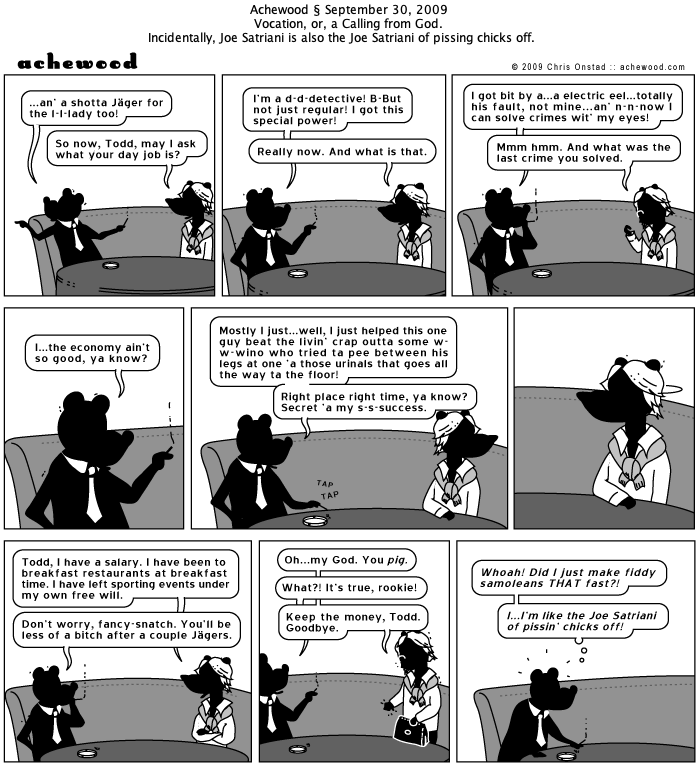 Achewood § September 30, 2009
Vocation, or, a Calling from God.
Incidentally, Joe Satriani is also the Joe Satriani of pissing chicks off.
achewood
© 2009 Chris Onstad :: achewood.com
...an' a shotta Jäger for
the l-l-lady too!
So now, Todd, may I ask
what your day job is?
I'm a d-d-detective! B-But
not just regular! I got this
special power!
Really now. And what is that.
I got bit by a...a electric eel...totally
his fault, not mine...an' n-n-now I
can solve crimes wit' my eyes!
Mmm hmm. And what was the
last crime you solved.
I...the economy ain't
so good, ya know?
Mostly I just...well, I just helped this one
guy beat the livin' crap outta some w-
w-wino who tried ta pee between his
legs at one 'a those urinals that goes all
the way ta the floor!
Right place right time, ya know?
Secret 'a my s-s-success.
TAP
TAP
Todd, I have a salary. I have been to
breakfast restaurants at breakfast
time. I have left sporting events under
my own free will.
Don't worry, fancy-snatch. You'll be
less of a bitch after a couple Jägers.
Oh...my God. You pig.
What?! It's true, rookie!
Keep the money, Todd.
Goodbye.
Whoah! Did I just make fiddy
samoleans THAT fast?!
I...I'm like the Joe Satriani
of pissin' chicks off!